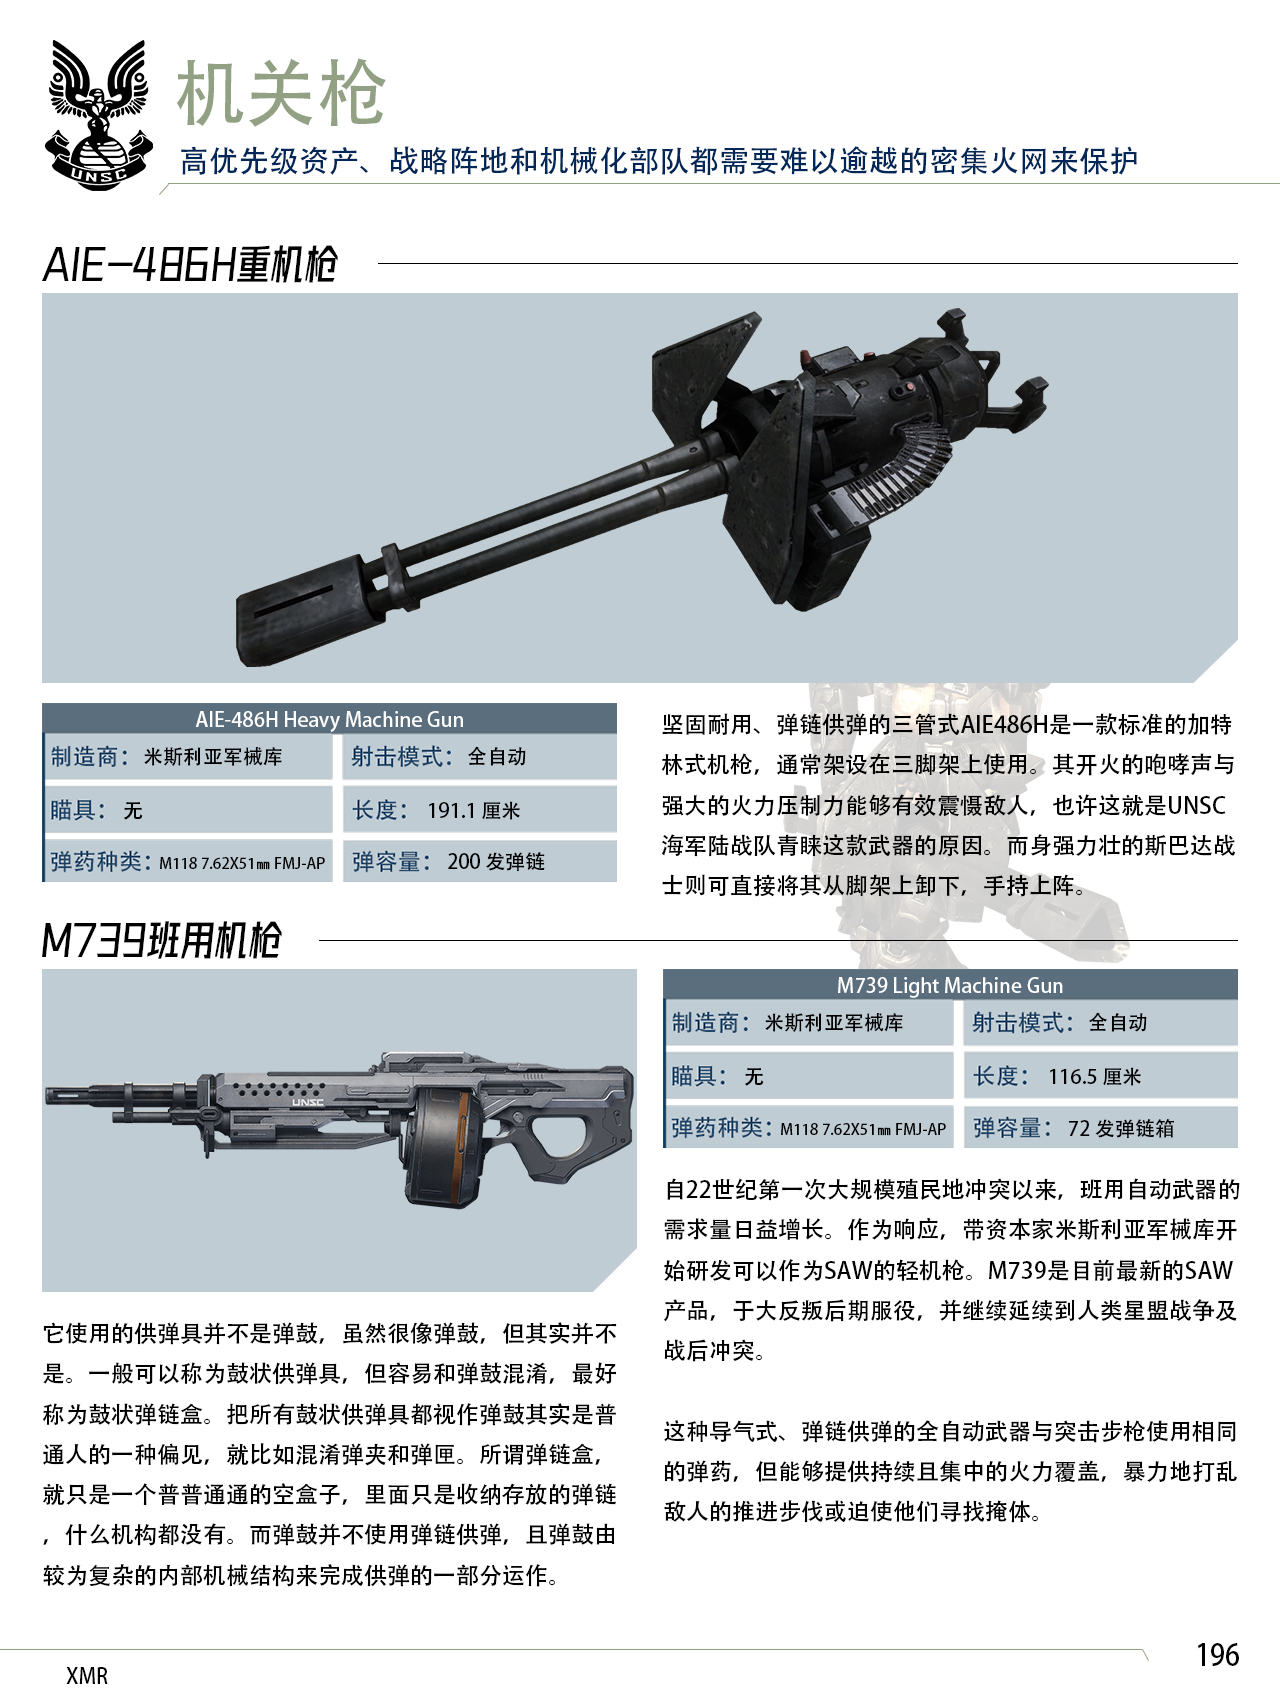 UNSC
机关枪
高优先级资产、战略阵地和机械化部队都需要难以逾越的密集火网来保护
AIE-486H重机枪
AIE-486H Heavy Machine Gun
制造商：米斯利亚军械库
射击模式：全自动
瞄具：无
长度：191.1 厘米
弹药种类：M118 7.62X51㎜ FMJ-AP
弹容量：200 发弹链
坚固耐用、弹链供弹的三管式AIE486H是一款标准的加特
林式机枪，通常架设在三脚架上使用。其开火的咆哮声与
强大的火力压制力能够有效震慑敌人，也许这就是UNSC
海军陆战队青睐这款武器的原因。而身强力壮的斯巴达战
士则可直接将其从脚架上卸下，手持上阵。
M739班用机枪
UNSC
M739 Light Machine Gun
制造商：米斯利亚军械库
射击模式：全自动
瞄具：无
长度：116.5 厘米
弹药种类：M118 7.62X51㎜ FMJ-AP
弹容量：72 发弹链箱
自22世纪第一次大规模殖民地冲突以来，班用自动武器的
需求量日益增长。作为响应，带资本家米斯利亚军械库开
始研发可以作为SAW的轻机枪。M739是目前最新的SAW
产品，于大反叛后期服役，并继续延续到人类星盟战争及
战后冲突。
这种导气式、弹链供弹的全自动武器与突击步枪使用相同
的弹药，但能够提供持续且集中的火力覆盖，暴力地打乱
敌人的推进步伐或迫使他们寻找掩体。
它使用的供弹具并不是弹鼓，虽然很像弹鼓，但其实并不
是。一般可以称为鼓状供弹具，但容易和弹鼓混淆，最好
称为鼓状弹链盒。把所有鼓状供弹具都视作弹鼓其实是普
通人的一种偏见，就比如混淆弹夹和弹匣。所谓弹链盒，
就只是一个普普通通的空盒子，里面只是收纳存放的弹链
，什么机构都没有。而弹鼓并不使用弹链供弹，且弹鼓由
较为复杂的内部机械结构来完成供弹的一部分运作。
196
XMR